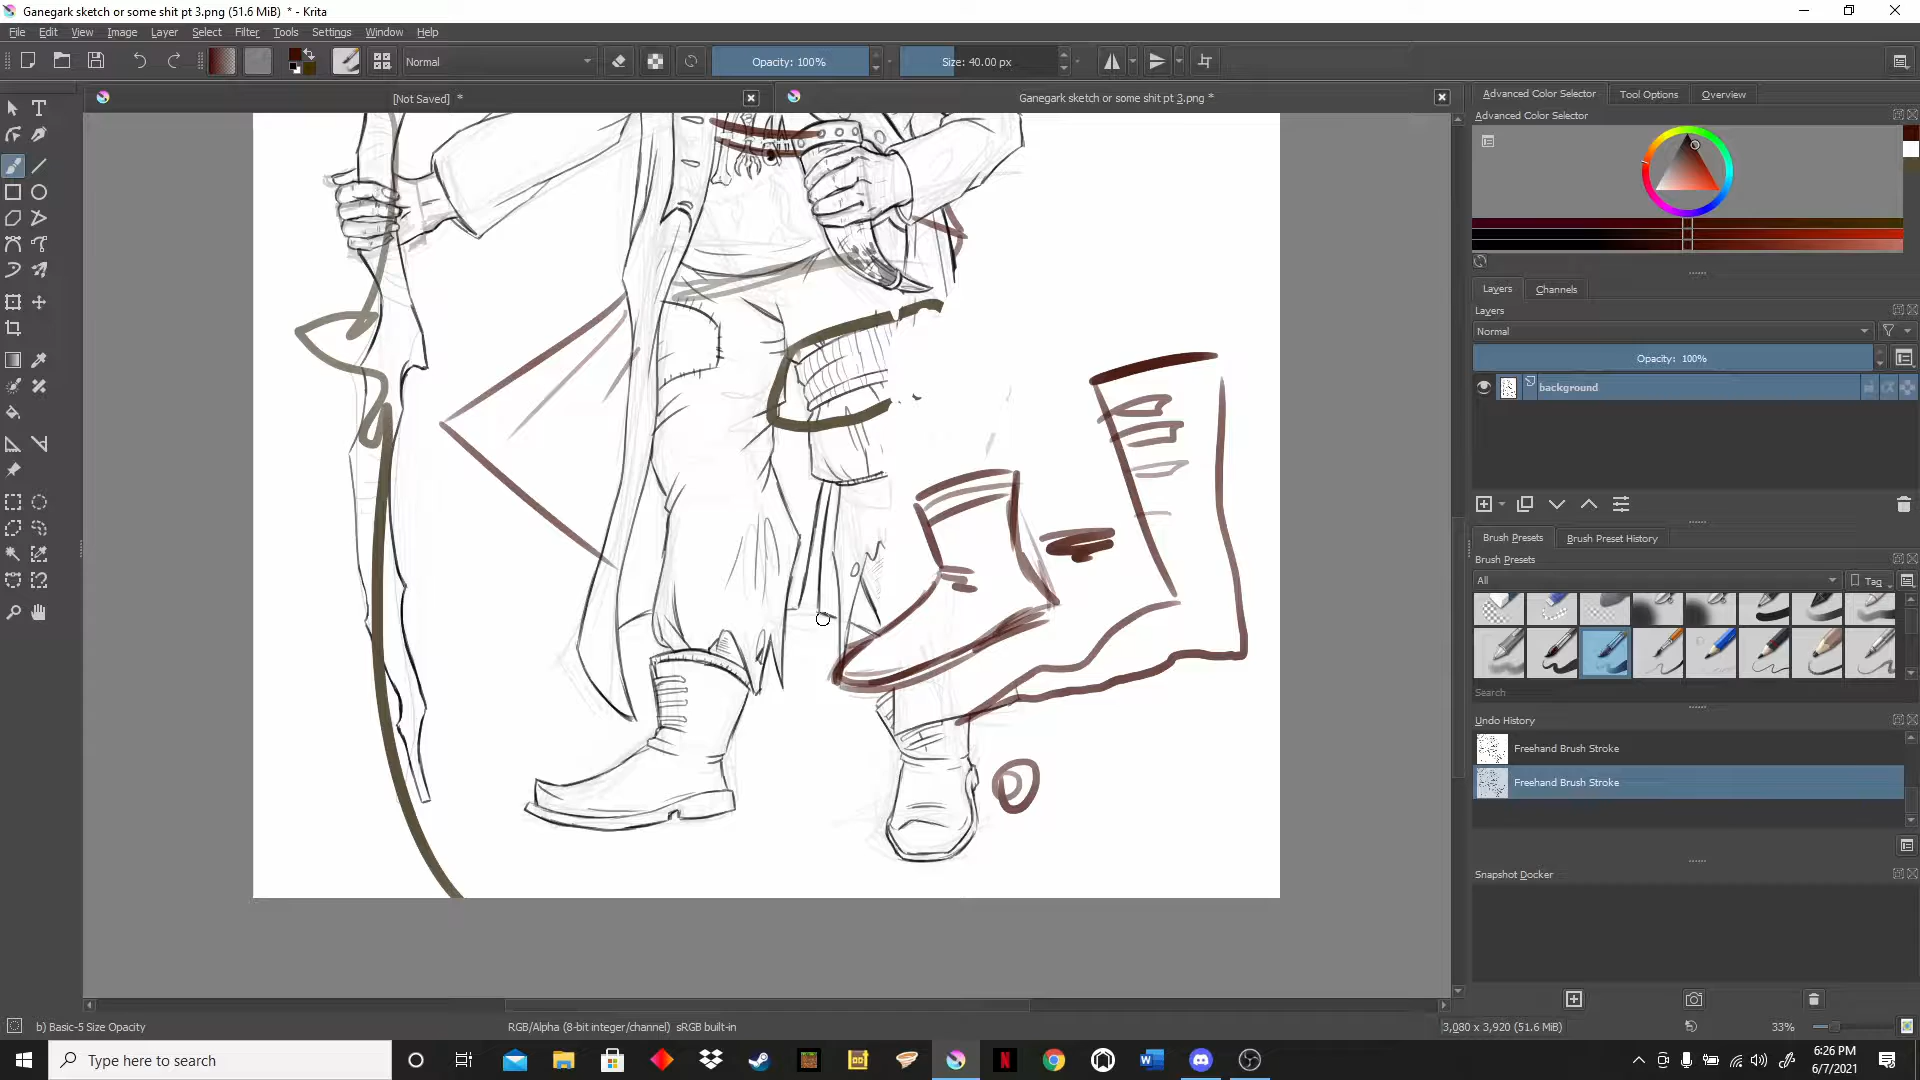 Ganegark sketch or some shit pt 3.png (51.6 MiB) * - Krita
File Edit View Image Layer Select Filter Tools Settings Window Help
Normal Opacity: 100% Size: 40.00 px
[Not Saved] * Ganegark sketch or some shit pt 3.png *
Advanced Color Selector Tool Options Overview
Advanced Color Selector
Layers Channels
Layers
Normal
Opacity: 100%
background
Brush Presets Brush Preset History
Brush Presets
All Tag
Search
Undo History
Freehand Brush Stroke
Freehand Brush Stroke
Snapshot Docker
b) Basic-5 Size Opacity RGB/Alpha (8-bit integer/channel) sRGB built-in 3,080 x 3,920 (51.6 MiB) 33%
Type here to search
6:26 PM
6/7/2021